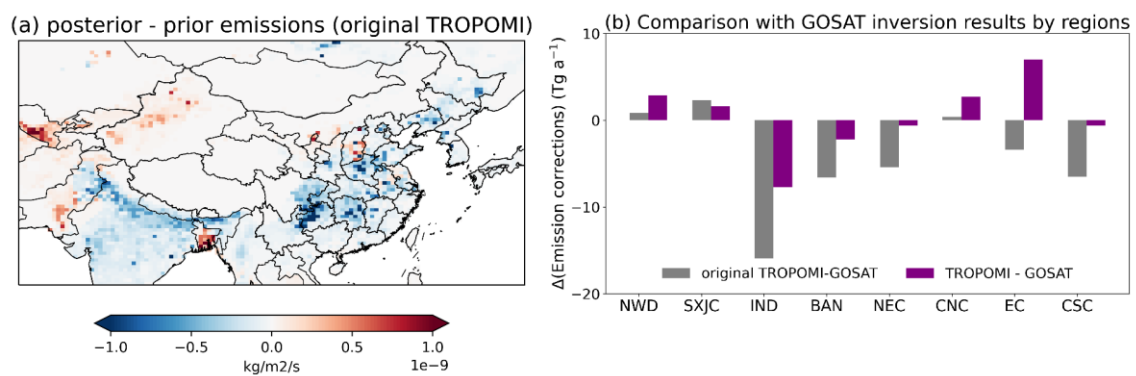 (a) posterior - prior emissions (original TROPOMI)
−1.0 −0.5 0.0 0.5 1.0
kg/m2/s 1e−9
(b) Comparison with GOSAT inversion results by regions
Δ(Emission corrections) (Tg a⁻¹)
10
0
−10
−20
original TROPOMI-GOSAT TROPOMI - GOSAT
NWD SXJC IND BAN NEC CNC EC CSC